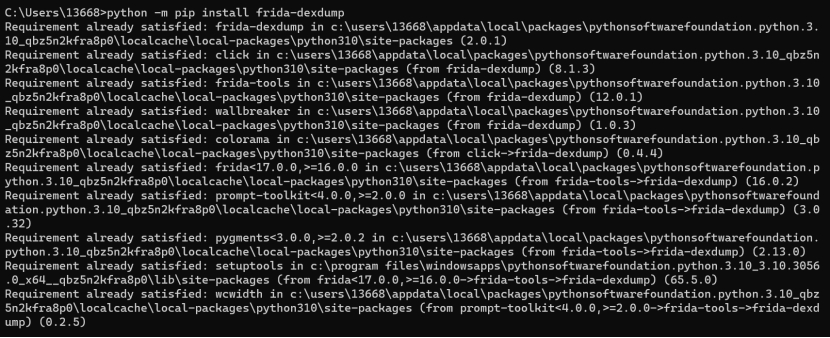 C:\Users\13668>python -m pip install frida-dexdump
Requirement already satisfied: frida-dexdump in c:\users\13668\appdata\local\packages\pythonsoftwarefoundation.python.3.
10_qbz5n2kfra8p0\localcache\local-packages\python310\site-packages (2.0.1)
Requirement already satisfied: click in c:\users\13668\appdata\local\packages\pythonsoftwarefoundation.python.3.10_qbz5n
2kfra8p0\localcache\local-packages\python310\site-packages (from frida-dexdump) (8.1.3)
Requirement already satisfied: frida-tools in c:\users\13668\appdata\local\packages\pythonsoftwarefoundation.python.3.10
_qbz5n2kfra8p0\localcache\local-packages\python310\site-packages (from frida-dexdump) (12.0.1)
Requirement already satisfied: wallbreaker in c:\users\13668\appdata\local\packages\pythonsoftwarefoundation.python.3.10
_qbz5n2kfra8p0\localcache\local-packages\python310\site-packages (from frida-dexdump) (1.0.3)
Requirement already satisfied: colorama in c:\users\13668\appdata\local\packages\pythonsoftwarefoundation.python.3.10_qb
z5n2kfra8p0\localcache\local-packages\python310\site-packages (from click->frida-dexdump) (0.4.4)
Requirement already satisfied: frida<17.0.0,>=16.0.0 in c:\users\13668\appdata\local\packages\pythonsoftwarefoundation.p
ython.3.10_qbz5n2kfra8p0\localcache\local-packages\python310\site-packages (from frida-tools->frida-dexdump) (16.0.2)
Requirement already satisfied: prompt-toolkit<4.0.0,>=2.0.0 in c:\users\13668\appdata\local\packages\pythonsoftwarefound
ation.python.3.10_qbz5n2kfra8p0\localcache\local-packages\python310\site-packages (from frida-tools->frida-dexdump) (3.0
.32)
Requirement already satisfied: pygments<3.0.0,>=2.0.2 in c:\users\13668\appdata\local\packages\pythonsoftwarefoundation.
python.3.10_qbz5n2kfra8p0\localcache\local-packages\python310\site-packages (from frida-tools->frida-dexdump) (2.13.0)
Requirement already satisfied: setuptools in c:\program files\windowsapps\pythonsoftwarefoundation.python.3.10_3.10.3056
.0_x64__qbz5n2kfra8p0\lib\site-packages (from frida<17.0.0,>=16.0.0->frida-tools->frida-dexdump) (65.5.0)
Requirement already satisfied: wcwidth in c:\users\13668\appdata\local\packages\pythonsoftwarefoundation.python.3.10_qbz
5n2kfra8p0\localcache\local-packages\python310\site-packages (from prompt-toolkit<4.0.0,>=2.0.0->frida-tools->frida-dexd
ump) (0.2.5)